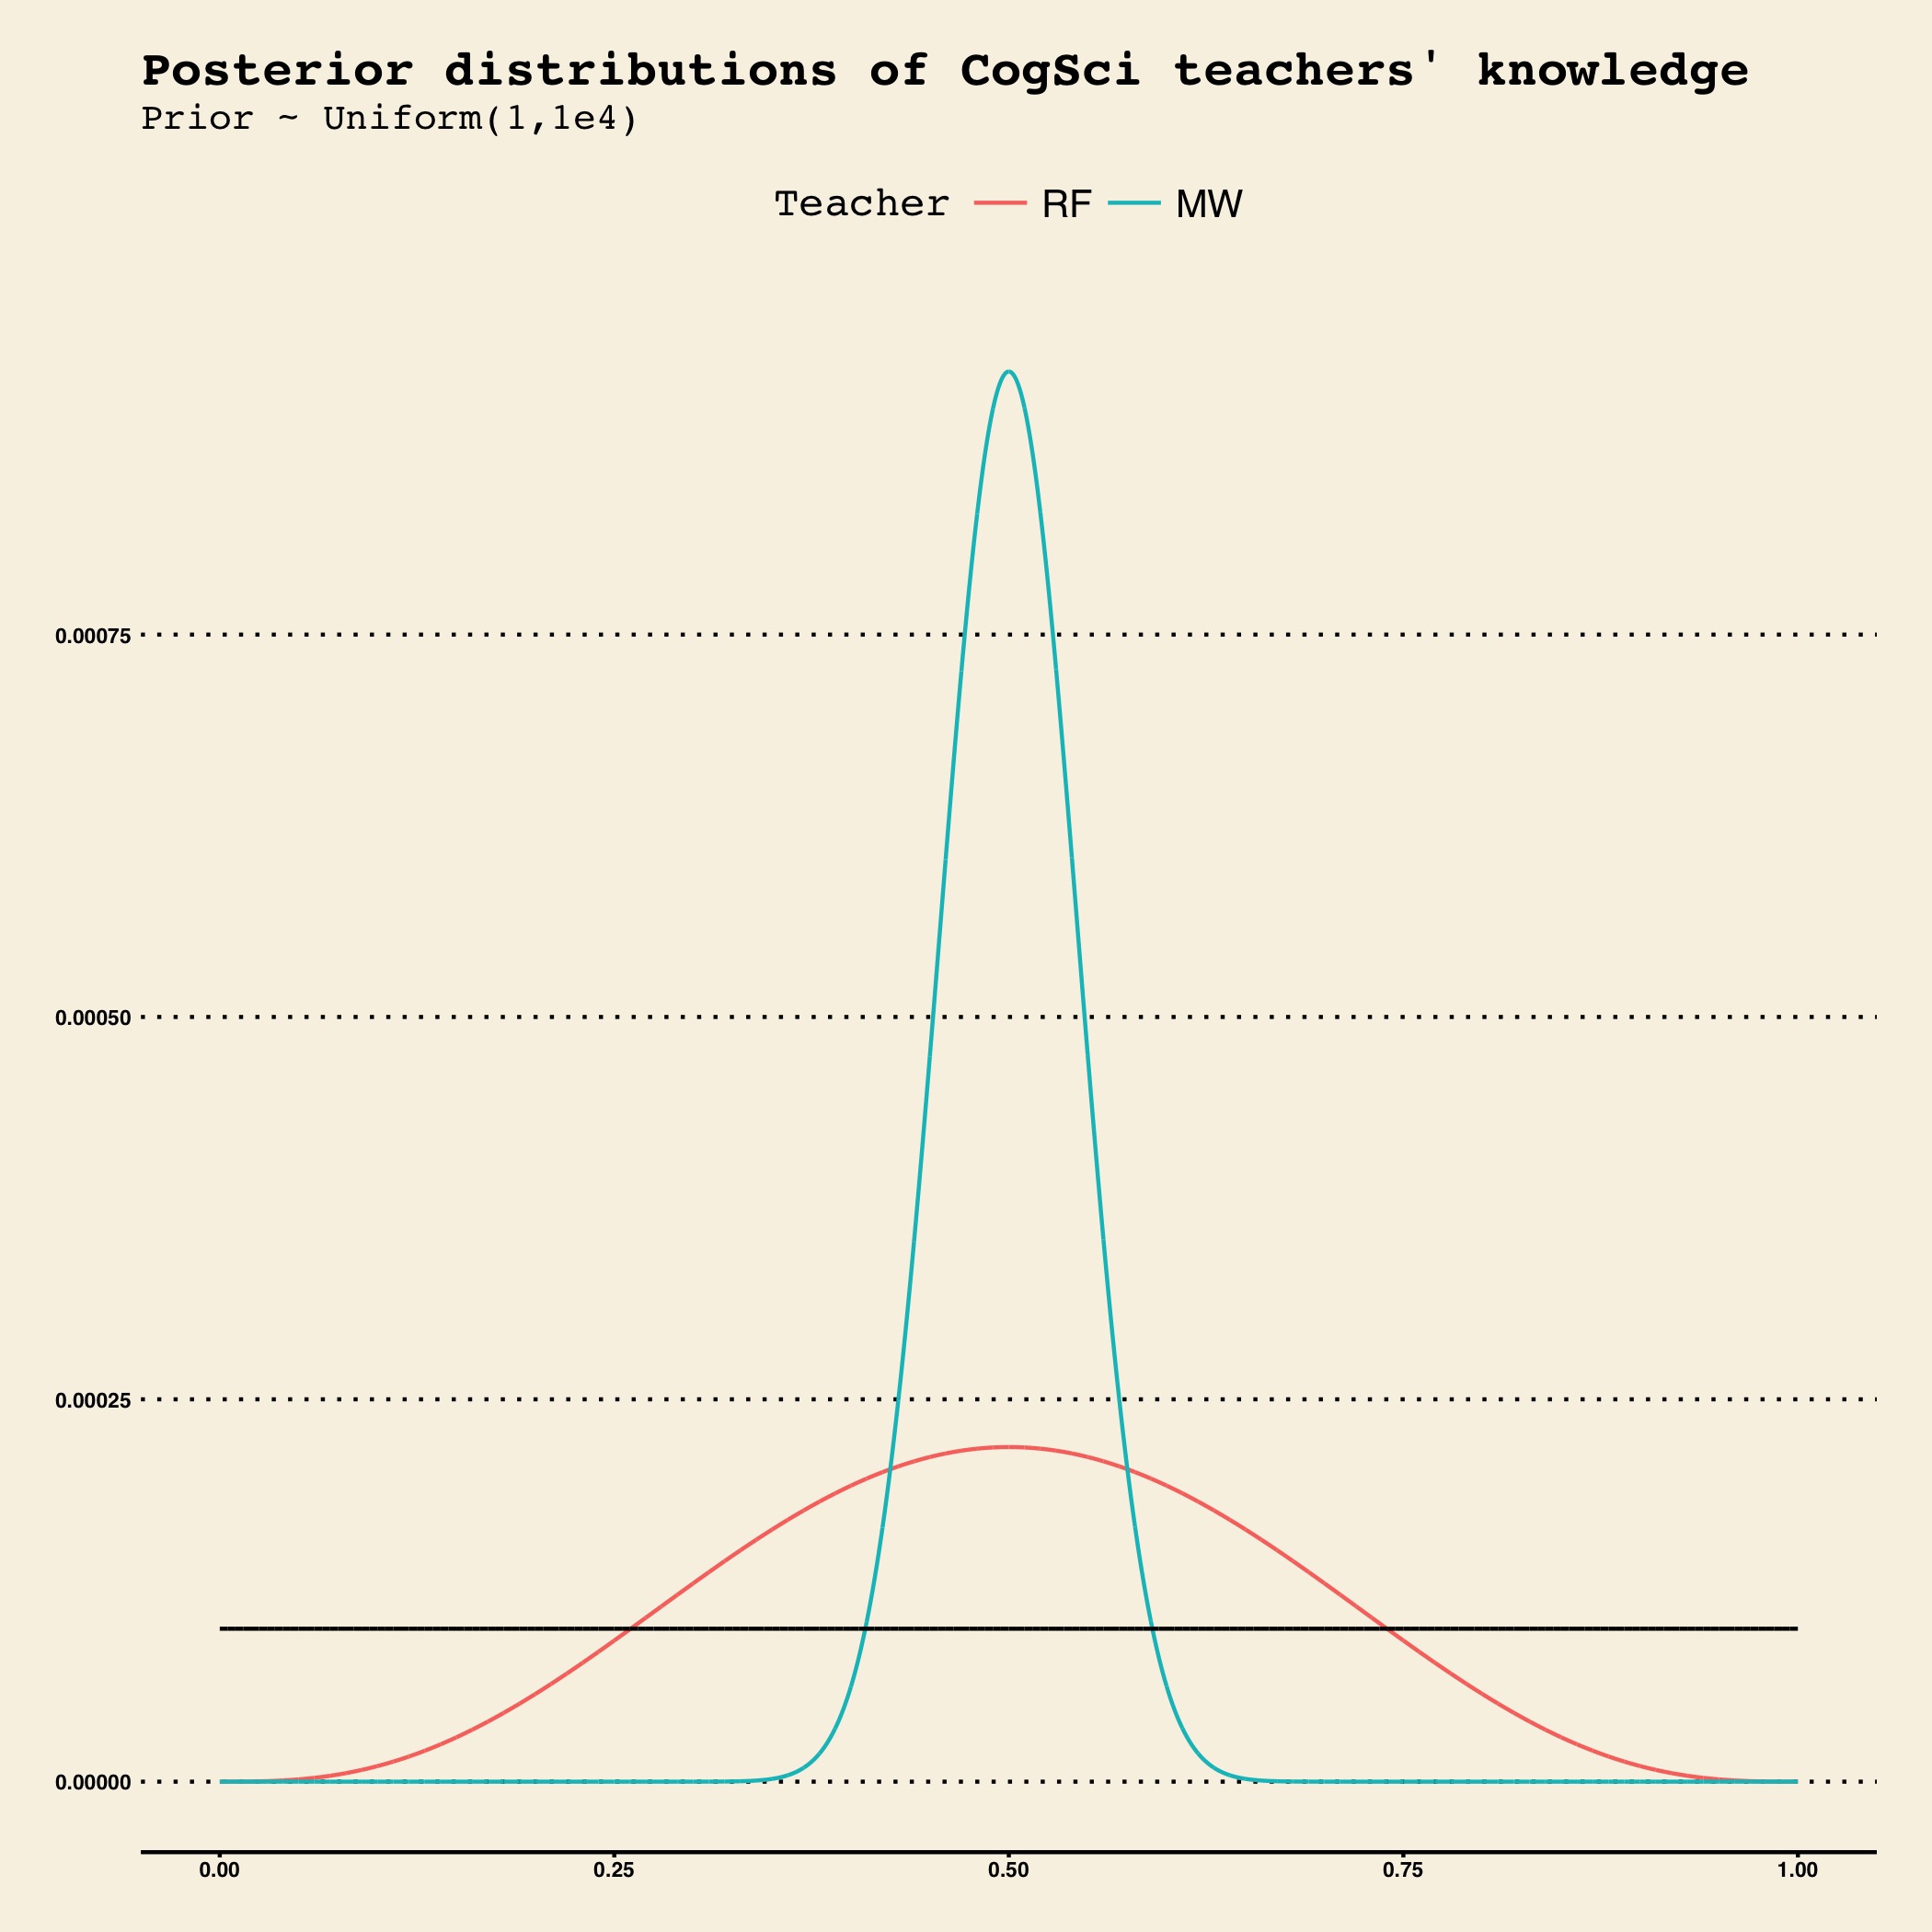 Posterior distributions of CogSci teachers' knowledge
Prior ~ Uniform(1,1e4)
Teacher RF MW
0.00075
0.00050
0.00025
0.00000
0.00 0.25 0.50 0.75 1.00